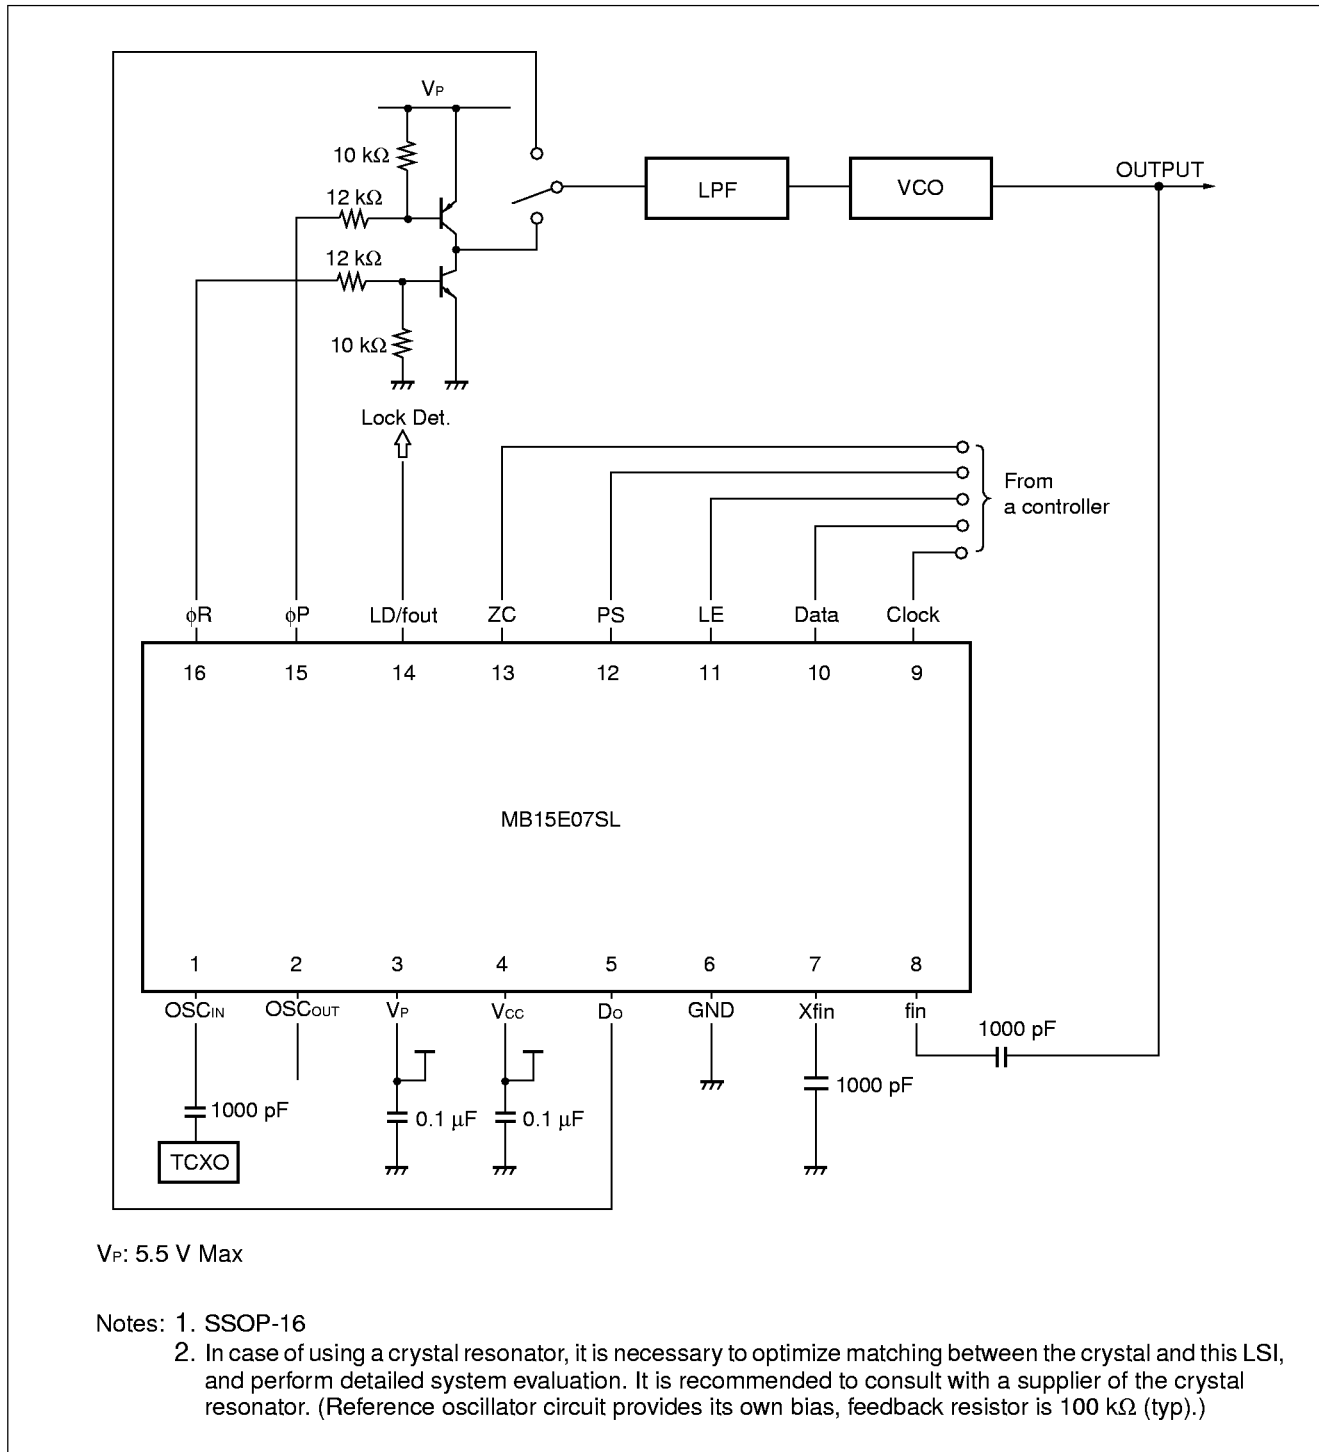 VP
10 kΩ
12 kΩ
12 kΩ
10 kΩ
LPF
VCO
OUTPUT
Lock Det.
From
a controller
φR φP LD/fout ZC PS LE Data Clock
16 15 14 13 12 11 10 9
MB15E07SL
1 2 3 4 5 6 7 8
OSCIN OSCOUT VP VCC DO GND Xfin fin
1000 pF
1000 pF
1000 pF
0.1 μF
0.1 μF
TCXO
VP: 5.5 V Max
Notes: 1. SSOP-16
2. In case of using a crystal resonator, it is necessary to optimize matching between the crystal and this LSI,
and perform detailed system evaluation. It is recommended to consult with a supplier of the crystal
resonator. (Reference oscillator circuit provides its own bias, feedback resistor is 100 kΩ (typ).)